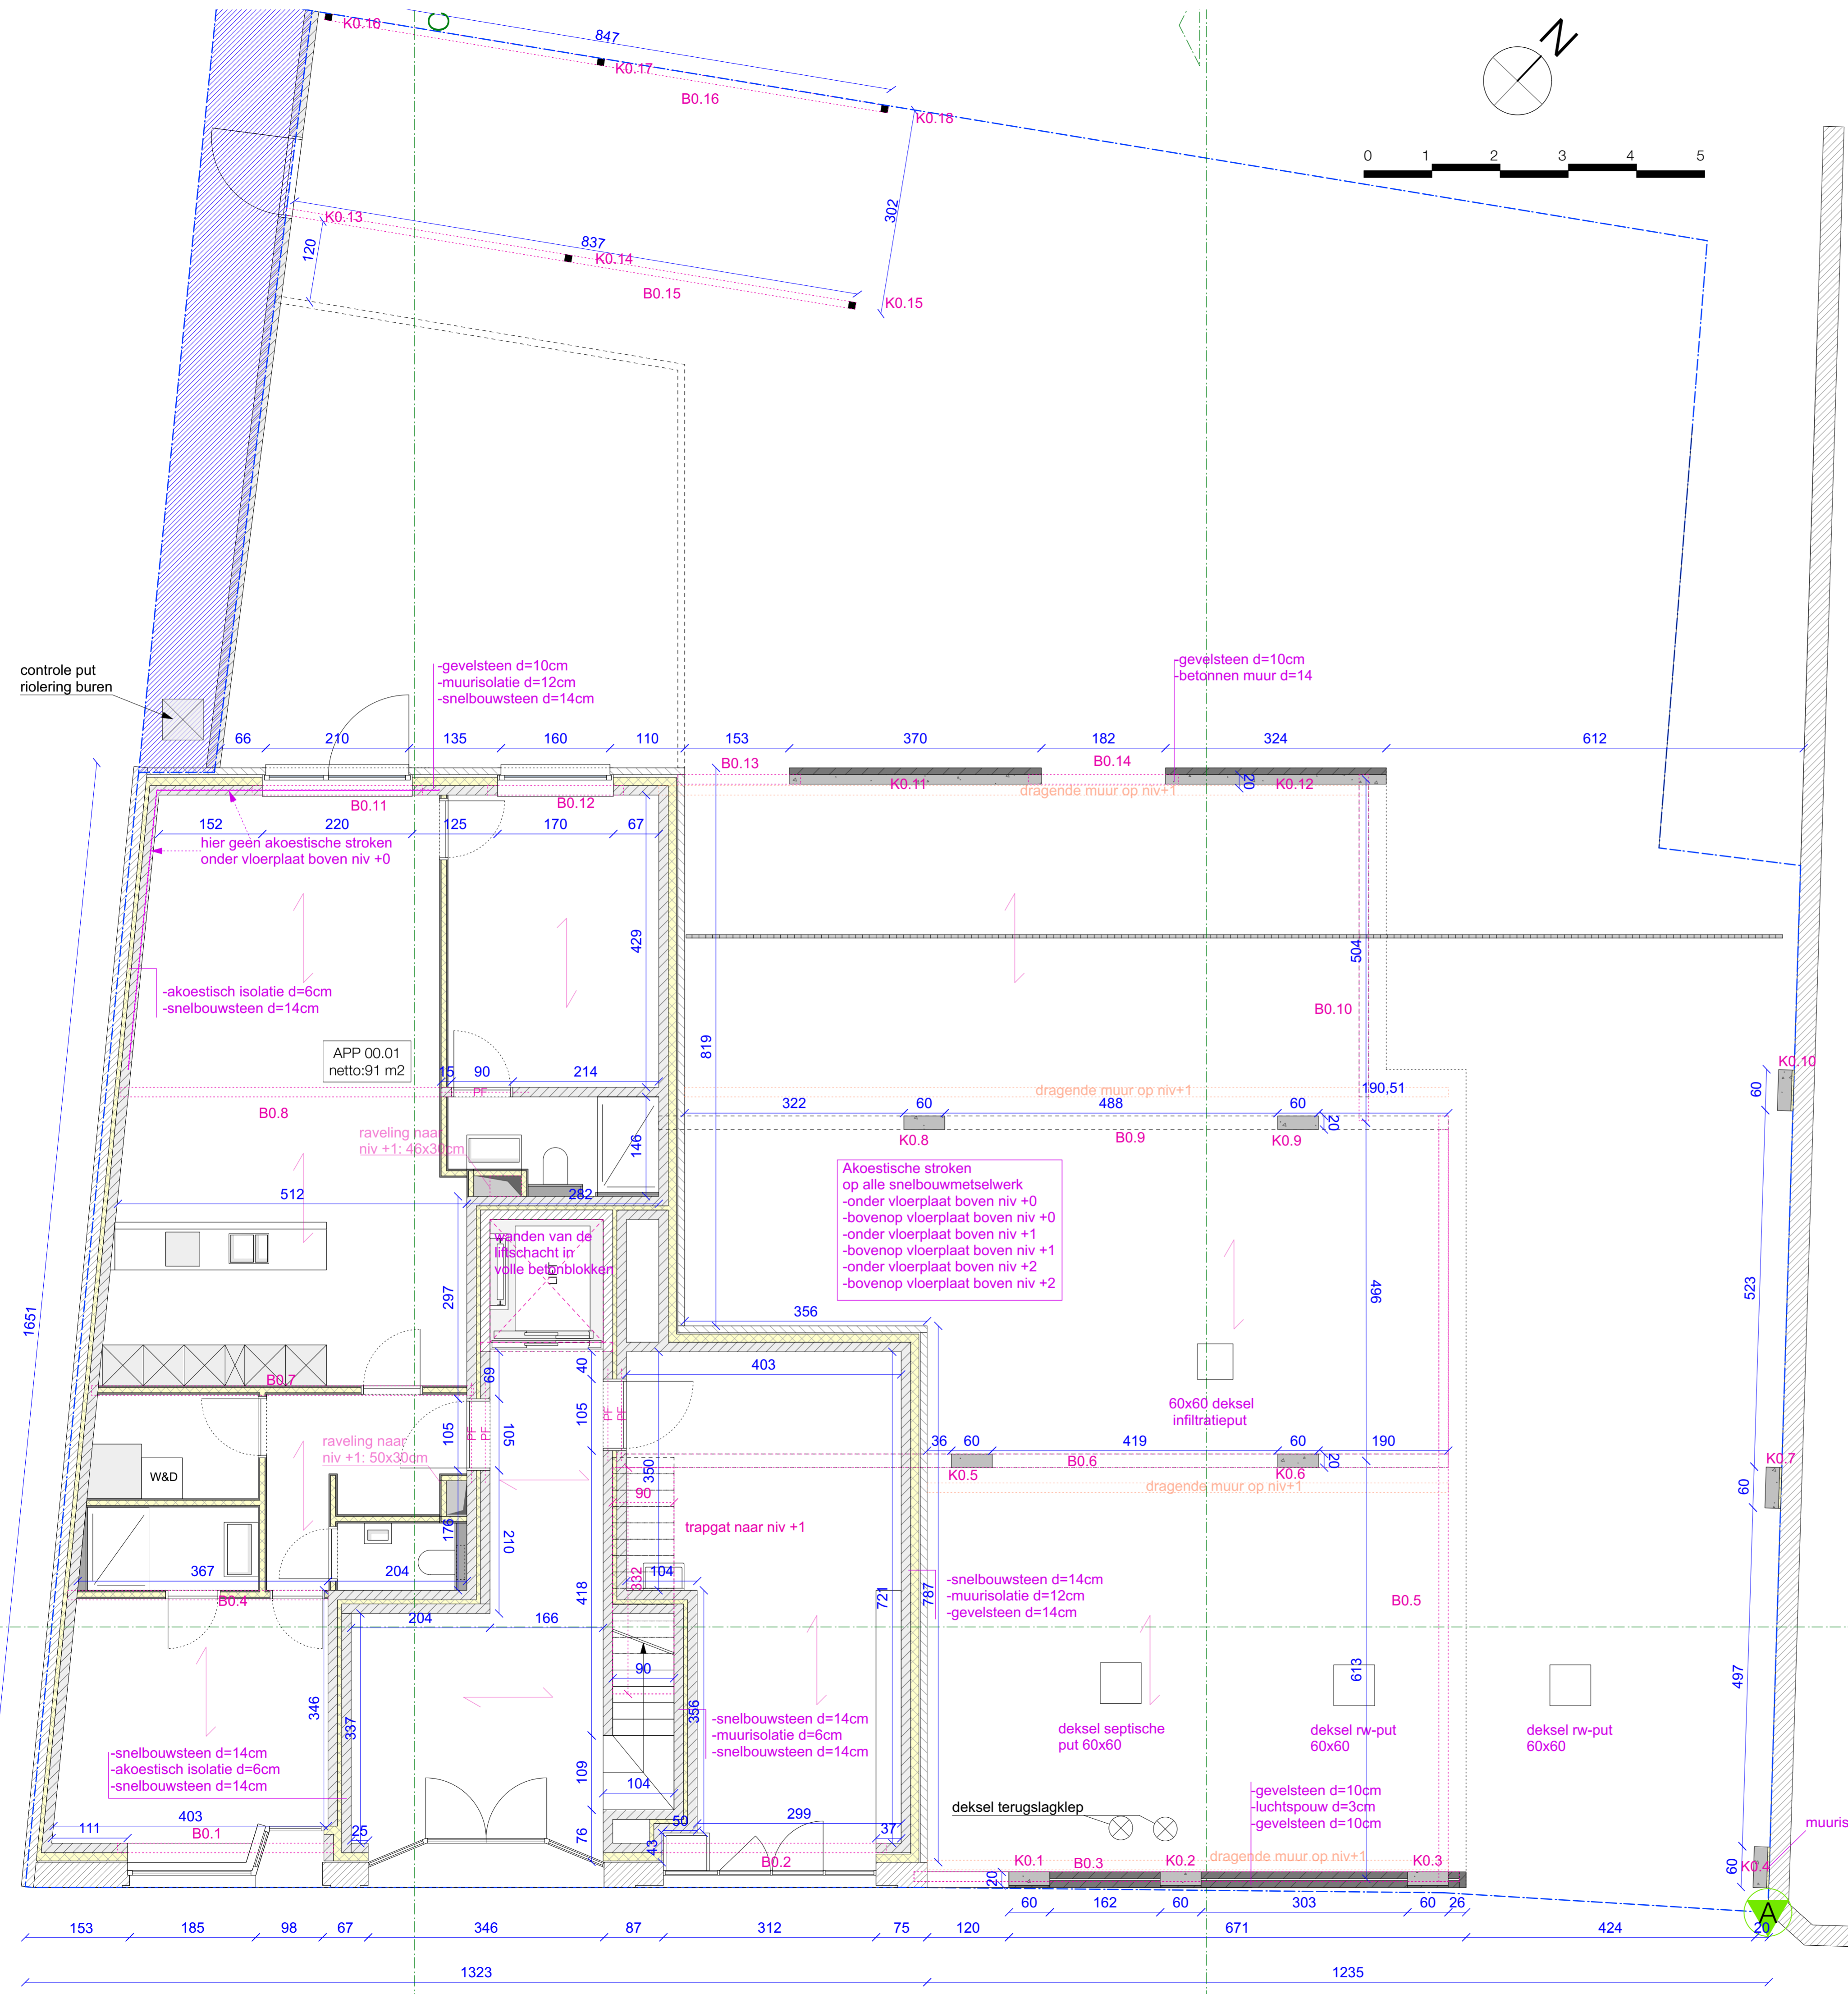 K0.16
C
847
K0.17
B0.16
K0.18
N
0 1 2 3 4 5
K0.13
837
302
120
K0.14
B0.15
K0.15
controle put
riolering buren
-gevelsteen d=10cm
-muurisolatie d=12cm
-snelbouwsteen d=14cm
-gevelsteen d=10cm
-betonnen muur d=14
66 210 135 160 110 153 370 182 324 612
B0.13
B0.14
B0.11
B0.12
K0.11
K0.12
20
dragende muur op niv+1
152 220 125 170 67
hier geen akoestische stroken
onder vloerplaat boven niv +0
429
504
-akoestisch isolatie d=6cm
-snelbouwsteen d=14cm
B0.10
819
APP 00.01
netto:91 m2
K0.10
15 90 214
PF
dragende muur op niv+1
190,51
60
B0.8
322 60 488 60
20
K0.8
B0.9
K0.9
raveling naar
niv +1: 46x30cm
146
Akoestische stroken
op alle snelbouwmetselwerk
-onder vloerplaat boven niv +0
-bovenop vloerplaat boven niv +0
-onder vloerplaat boven niv +1
-bovenop vloerplaat boven niv +1
-onder vloerplaat boven niv +2
-bovenop vloerplaat boven niv +2
512
282
wanden van de
liftschacht in
volle betonblokken
LIFT
297
496
523
1651
356
40
403
69
B0.7
60x60 deksel
infiltratieput
105
105
105
PF PF
PF PF
raveling naar
niv +1: 50x30cm
36 60 419 60 190
20
K0.5
B0.6
K0.6
K0.7
W&D
350
90
dragende muur op niv+1
60
trapgat naar niv +1
176
210
367
204
332
104
418
721
787
-snelbouwsteen d=14cm
-muurisolatie d=12cm
-gevelsteen d=14cm
B0.4
B0.5
204
166
90
613
497
346
337
356
-snelbouwsteen d=14cm
-muurisolatie d=6cm
-snelbouwsteen d=14cm
deksel septische
put 60x60
deksel rw-put
60x60
deksel rw-put
60x60
-snelbouwsteen d=14cm
-akoestisch isolatie d=6cm
-snelbouwsteen d=14cm
109
104
-gevelsteen d=10cm
-luchtspouw d=3cm
-gevelsteen d=10cm
deksel terugslagklep
403
111
B0.1
25
76
50
299
37
43
muuris
B0.2
dragende muur op niv+1
K0.1
B0.3
K0.2
K0.3
20
60
K0.4
60 162 60 303 60 26
A
153 185 98 67 346 87 312 75 120 671 424 20
1323
1235